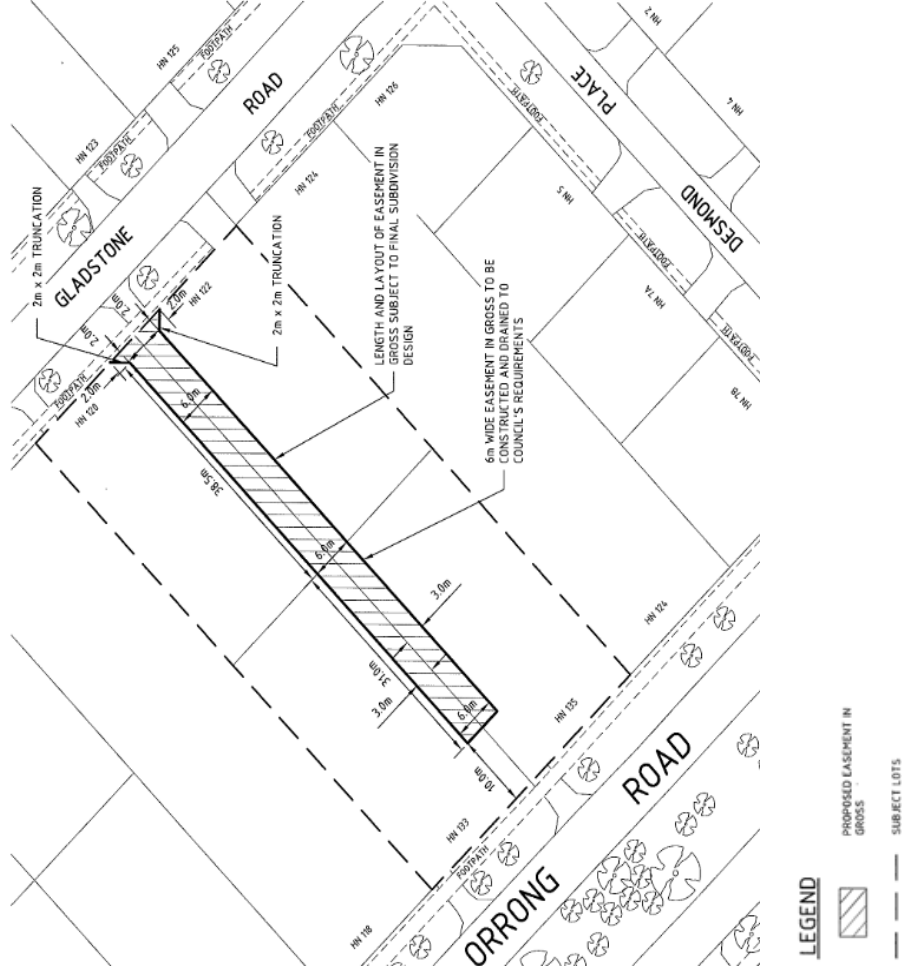 HN 125
FOOTPATH
HN 2
HN 123
FOOTPATH
ROAD
HN 126
PLACE
HN 4
2m x 2m TRUNCATION
GLADSTONE
FOOTPATH
HN 124
FOOTPATH
HN 5
DESMOND
2.0m
2.0m
2.0m
HN 122
2m x 2m TRUNCATION
LENGTH AND LAYOUT OF EASEMENT IN
GROSS SUBJECT TO FINAL SUBDIVISION
DESIGN
FOOTPATH
HN 7A
FOOTPATH
2.0m
HN 120
6.0m
6m WIDE EASEMENT IN GROSS TO BE
CONSTRUCTED AND DRAINED TO
COUNCIL'S REQUIREMENTS
FOOTPATH
HN 7B
38.5m
6.0m
3.0m
HN 124
31.0m
3.0m
6.0m
HN 135
10.0m
HN 133
FOOTPATH
ROAD
HN 118
ORRONG
LEGEND
PROPOSED EASEMENT IN
GROSS
SUBJECT LOTS